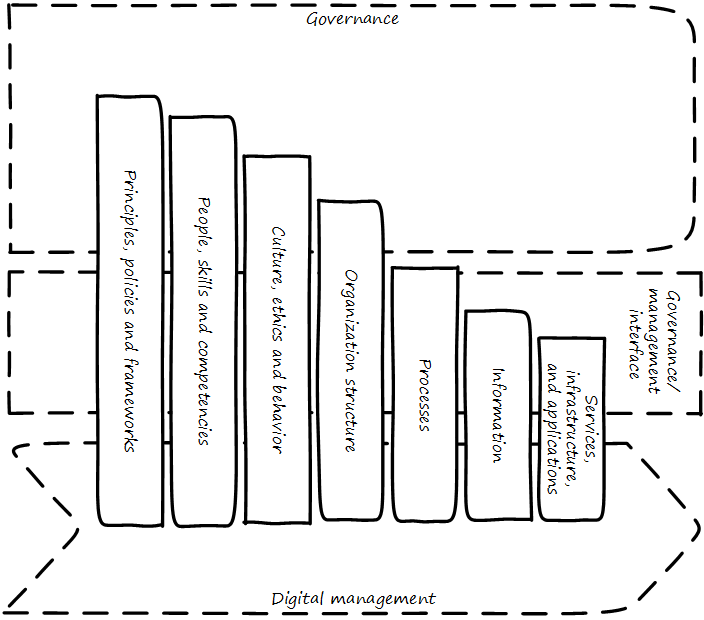 Governance
Principles, policies and frameworks
People, skills and competencies
Culture, ethics and behavior
Organization structure
Processes
Information
Services,
infrastructure,
and applications
Governance/
management
interface
Digital management